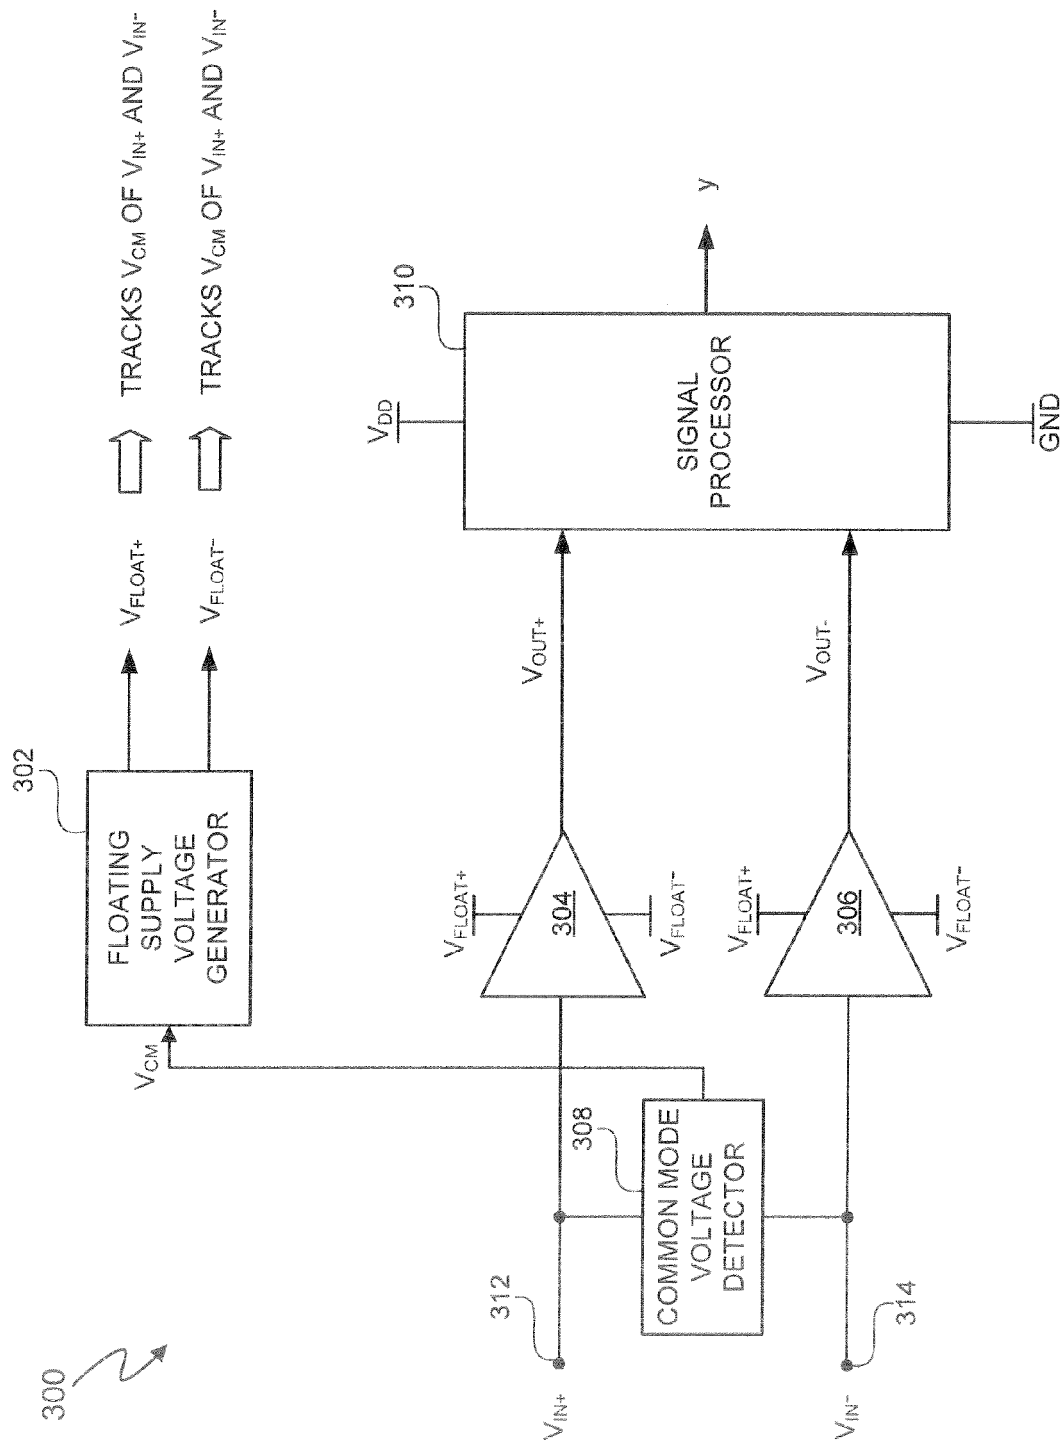 300
302
FLOATING
SUPPLY
VOLTAGE
GENERATOR
VCM
VFLOAT+
TRACKS VCM OF VIN+ AND VIN-
VFLOAT-
TRACKS VCM OF VIN+ AND VIN-
VIN+
312
VFLOAT+
304
VFLOAT-
VOUT+
308
COMMON MODE
VOLTAGE
DETECTOR
VIN-
314
VFLOAT+
306
VFLOAT-
VOUT-
VDD
310
SIGNAL
PROCESSOR
GND
y